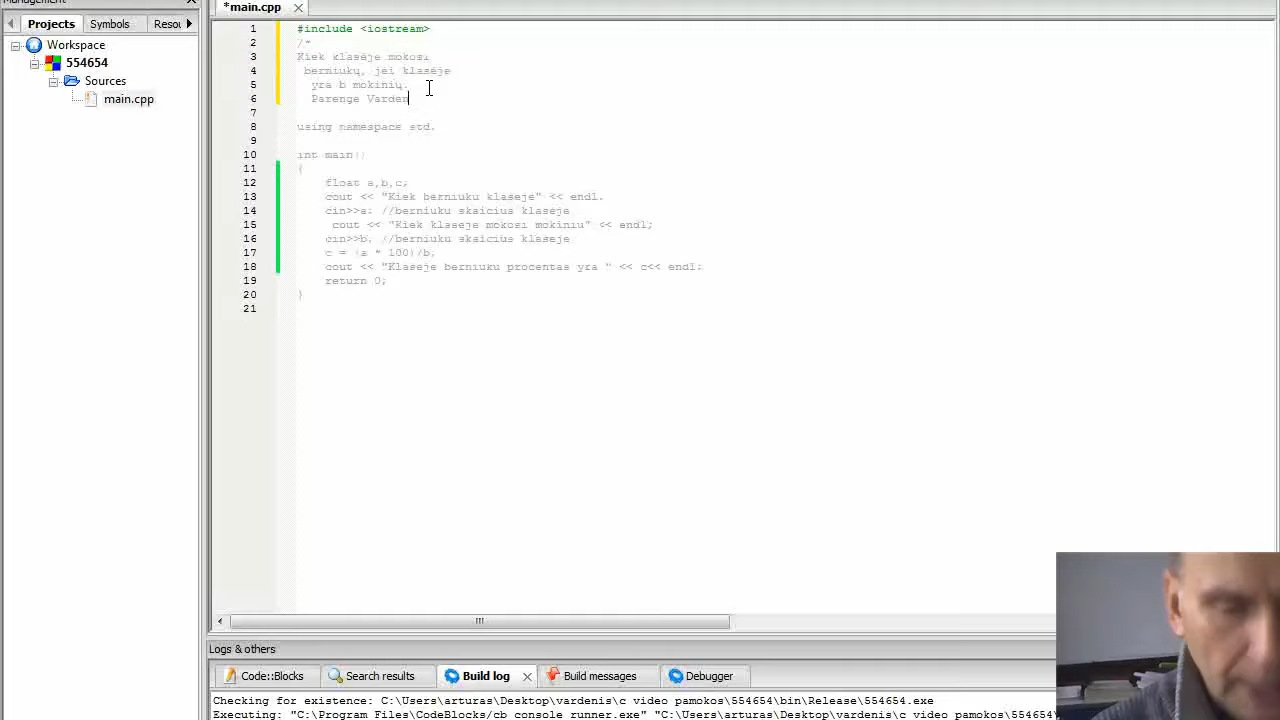 Management
*main.cpp
Projects
Symbols
Resou
Workspace
554654
Sources
main.cpp
1 #include <iostream>
2 /*
3 Kiek klasėje mokosi
4 berniukų, jei klasėje
5 yra b mokinių.
6 Parengė Varden
7
8 using namespace std;
9
10 int main()
11 {
12 float a,b,c;
13 cout << "Kiek berniuku klaseje" << endl;
14 cin>>a; //berniuku skaicius klaseje
15 cout << "Kiek klaseje mokosi mokiniu" << endl;
16 cin>>b; //berniuku skaicius klaseje
17 c = (a * 100)/b;
18 cout << "Klaseje berniuku procentas yra " << c<< endl;
19 return 0;
20 }
21
Logs & others
Code::Blocks
Search results
Build log
Build messages
Debugger
Checking for existence: C:\Users\arturas\Desktop\vardenis\c video pamokos\554654\bin\Release\554654.exe
Executing: "C:\Program Files\CodeBlocks/cb_console_runner.exe" "C:\Users\arturas\Desktop\vardenis\c video pamokos\554654